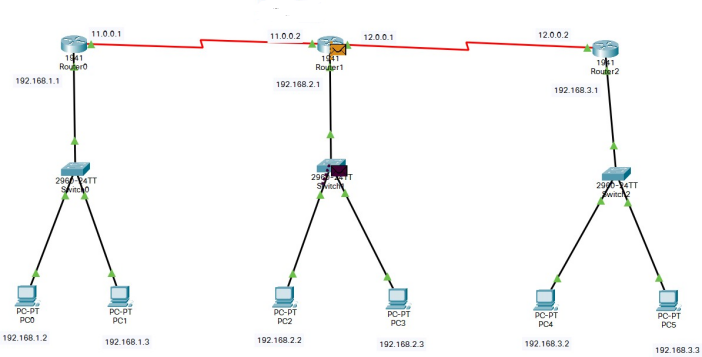 11.0.0.1
11.0.0.2
12.0.0.1
12.0.0.2
1941
Router0
1941
Router1
1941
Router2
192.168.1.1
192.168.2.1
192.168.3.1
2960-24TT
Switch0
2960-24TT
Switch1
2960-24TT
Switch2
PC-PT
PC0
PC-PT
PC1
PC-PT
PC2
PC-PT
PC3
PC-PT
PC4
PC-PT
PC5
192.168.1.2
192.168.1.3
192.168.2.2
192.168.2.3
192.168.3.2
192.168.3.3